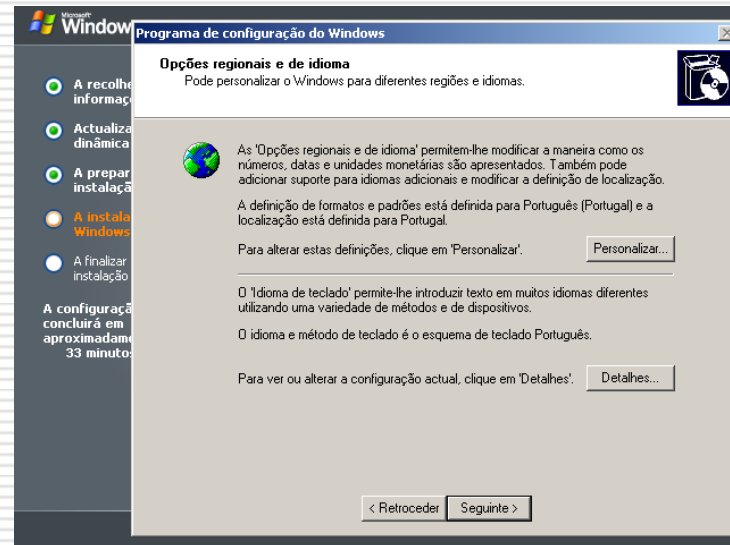 Microsoft
Window
A recolhe
informaç
Actualiza
dinâmica
A prepar
instalaçã
A instala
Windows
A finalizar
instalação
A configuraçã
concluirá em
aproximadame
33 minuto
Programa de configuração do Windows
Opções regionais e de idioma
Pode personalizar o Windows para diferentes regiões e idiomas.
As 'Opções regionais e de idioma' permitem-lhe modificar a maneira como os
números, datas e unidades monetárias são apresentados. Também pode
adicionar suporte para idiomas adicionais e modificar a definição de localização.
A definição de formatos e padrões está definida para Português (Portugal) e a
localização está definida para Portugal.
Para alterar estas definições, clique em 'Personalizar'.
Personalizar...
O 'Idioma de teclado' permite-lhe introduzir texto em muitos idiomas diferentes
utilizando uma variedade de métodos e de dispositivos.
O idioma e método de teclado é o esquema de teclado Português.
Para ver ou alterar a configuração actual, clique em 'Detalhes'.
Detalhes...
< Retroceder
Seguinte >